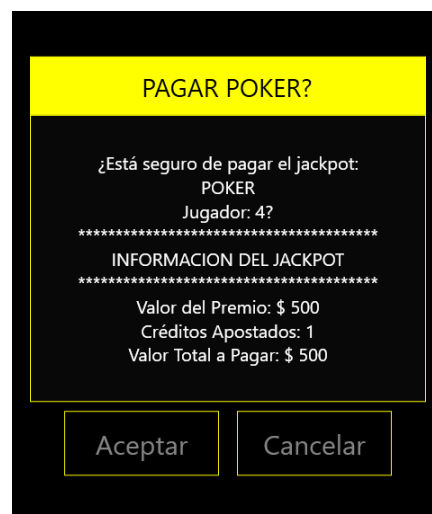 PAGAR POKER?
¿Está seguro de pagar el jackpot:
POKER
Jugador: 4?
****************************************
INFORMACION DEL JACKPOT
****************************************
Valor del Premio: $ 500
Créditos Apostados: 1
Valor Total a Pagar: $ 500
Aceptar
Cancelar